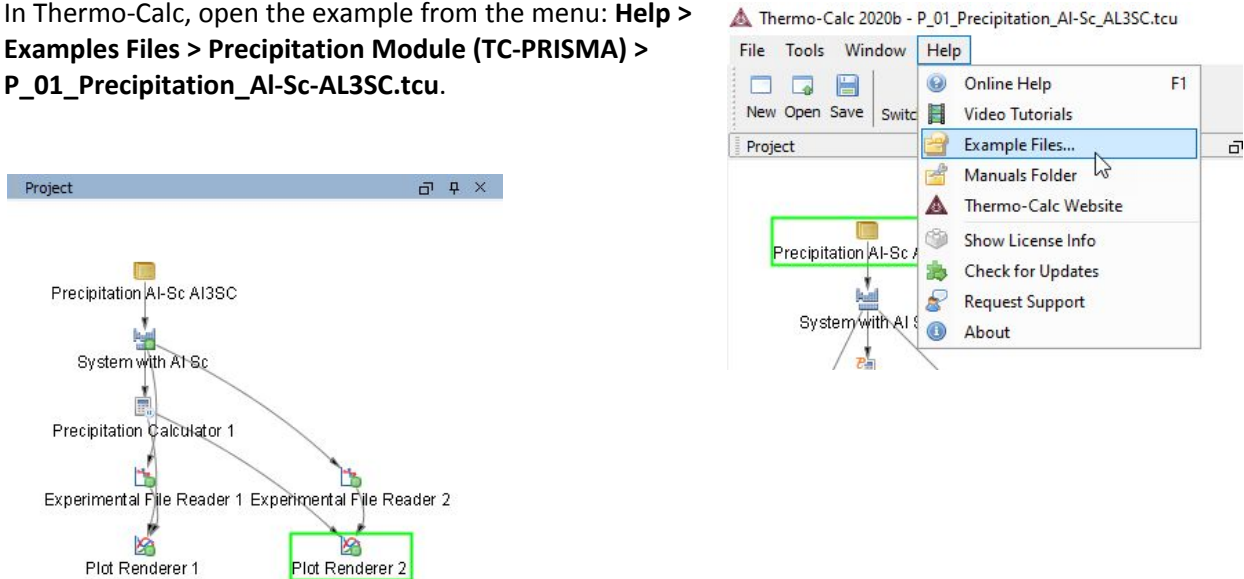 In Thermo-Calc, open the example from the menu: Help >
Examples Files > Precipitation Module (TC-PRISMA) >
P_01_Precipitation_Al-Sc-AL3SC.tcu.
Project
Precipitation Al-Sc Al3SC
System with Al Sc
Precipitation Calculator 1
Experimental File Reader 1 Experimental File Reader 2
Plot Renderer 1 Plot Renderer 2
Thermo-Calc 2020b - P_01_Precipitation_Al-Sc_AL3SC.tcu
File Tools Window Help
New Open Save Switc
Project
Precipitation Al-Sc A
System with Al S
Online Help F1
Video Tutorials
Example Files...
Manuals Folder
Thermo-Calc Website
Show License Info
Check for Updates
Request Support
About